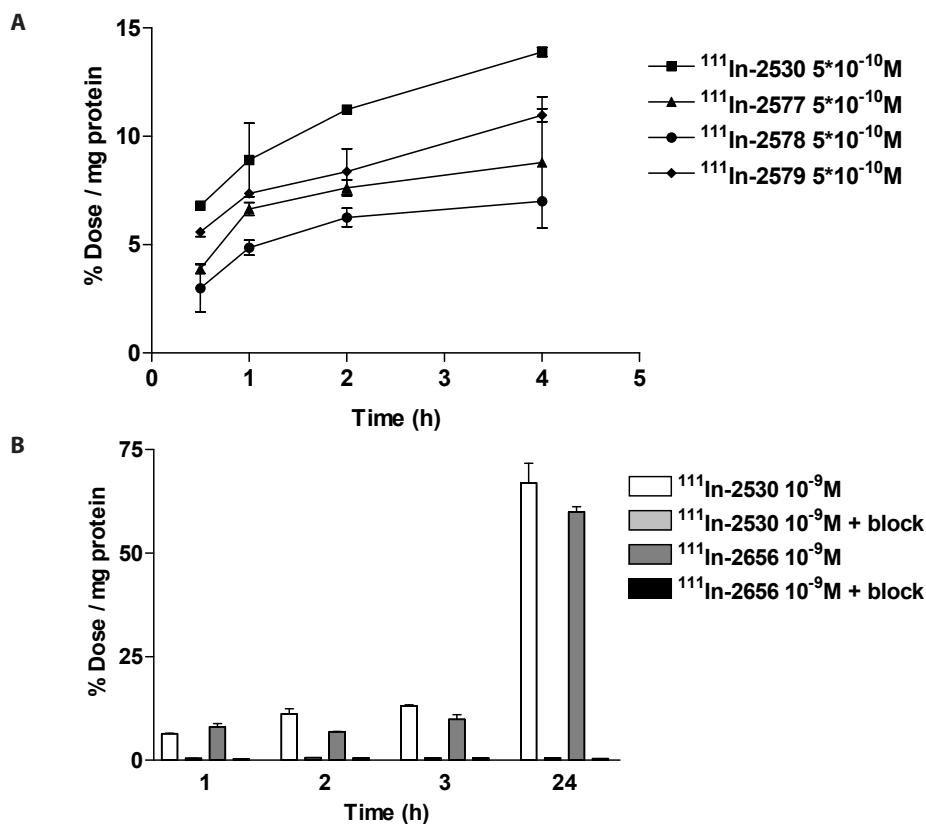 A
15
10
5
0
% Dose / mg protein
0 1 2 3 4 5
Time (h)
¹¹¹In-2530 5*10⁻¹⁰M
¹¹¹In-2577 5*10⁻¹⁰M
¹¹¹In-2578 5*10⁻¹⁰M
¹¹¹In-2579 5*10⁻¹⁰M
B
75
50
25
0
% Dose / mg protein
1 2 3 24
Time (h)
¹¹¹In-2530 10⁻⁹M
¹¹¹In-2530 10⁻⁹M + block
¹¹¹In-2656 10⁻⁹M
¹¹¹In-2656 10⁻⁹M + block